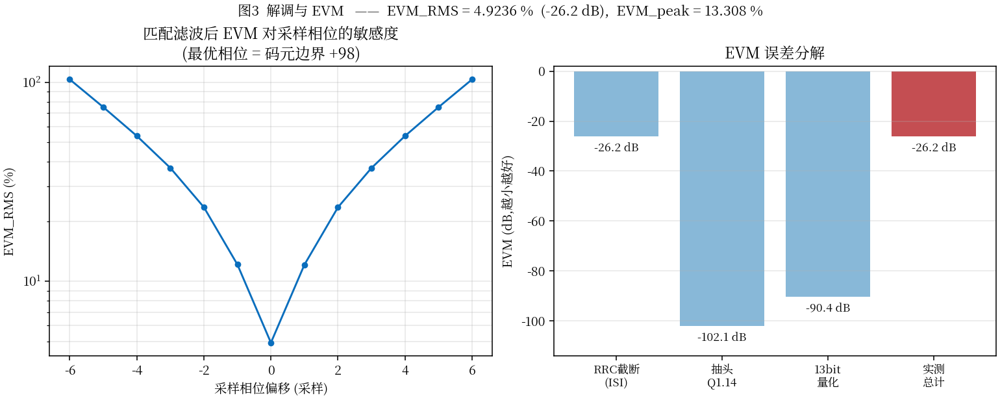 图3 解调与 EVM —— EVM_RMS = 4.9236 % (-26.2 dB), EVM_peak = 13.308 %
匹配滤波后 EVM 对采样相位的敏感度
(最优相位 = 码元边界 +98)
EVM_RMS (%)
10²
10¹
-6 -4 -2 0 2 4 6
采样相位偏移 (采样)
EVM 误差分解
EVM (dB,越小越好)
0
-20
-40
-60
-80
-100
-26.2 dB
-102.1 dB
-90.4 dB
-26.2 dB
RRC截断
(ISI)
抽头
Q1.14
13bit
量化
实测
总计